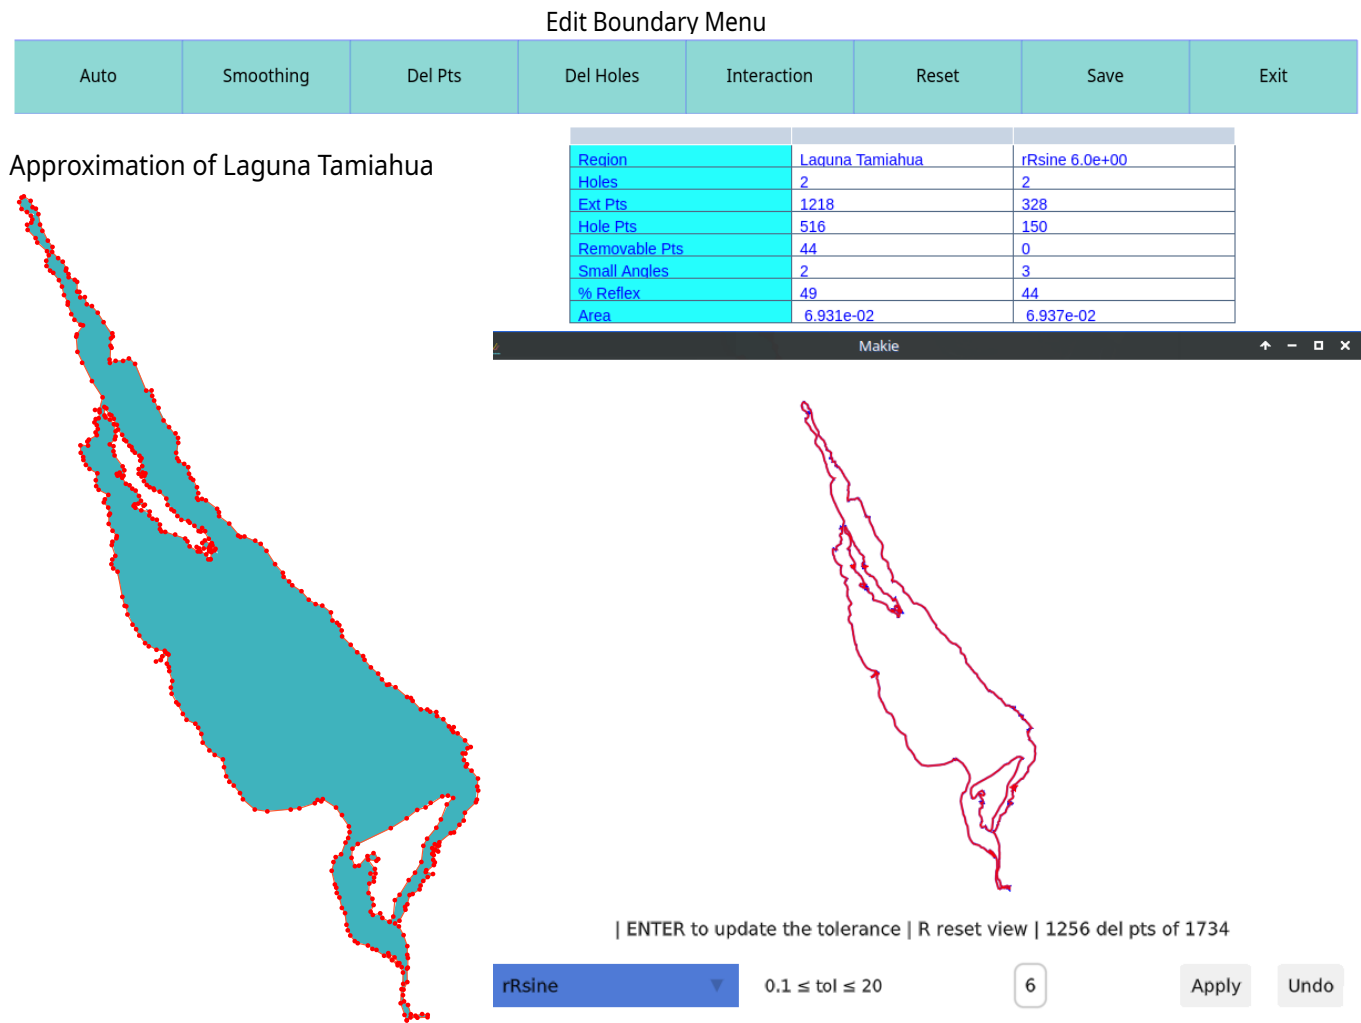 Edit Boundary Menu
Auto Smoothing Del Pts Del Holes Interaction Reset Save Exit
Approximation of Laguna Tamiahua
Region Laguna Tamiahua rRsine 6.0e+00
Holes 2 2
Ext Pts 1218 328
Hole Pts 516 150
Removable Pts 44 0
Small Angles 2 3
% Reflex 49 44
Area 6.931e-02 6.937e-02
Makie
| ENTER to update the tolerance | R reset view | 1256 del pts of 1734
rRsine 0.1 ≤ tol ≤ 20 6 Apply Undo